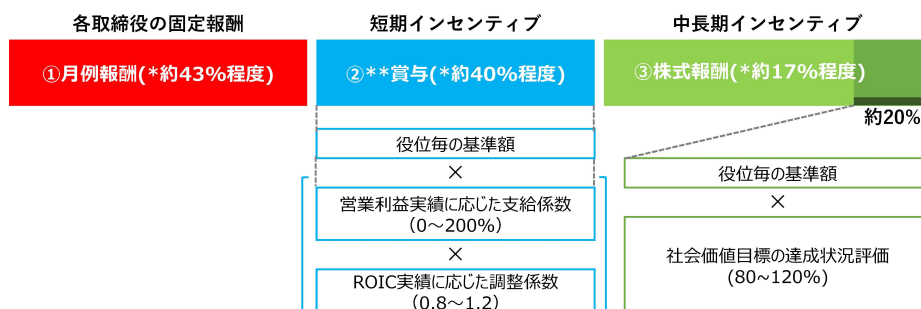 各取締役の固定報酬
短期インセンティブ
中長期インセンティブ
①月例報酬(*約43%程度)
②**賞与(*約40%程度)
③株式報酬(*約17%程度)
約20%
役位毎の基準額
×
営業利益実績に応じた支給係数
（0～200%）
×
ROIC実績に応じた調整係数
（0.8～1.2）
役位毎の基準額
×
社会価値目標の達成状況評価
(80~120%)